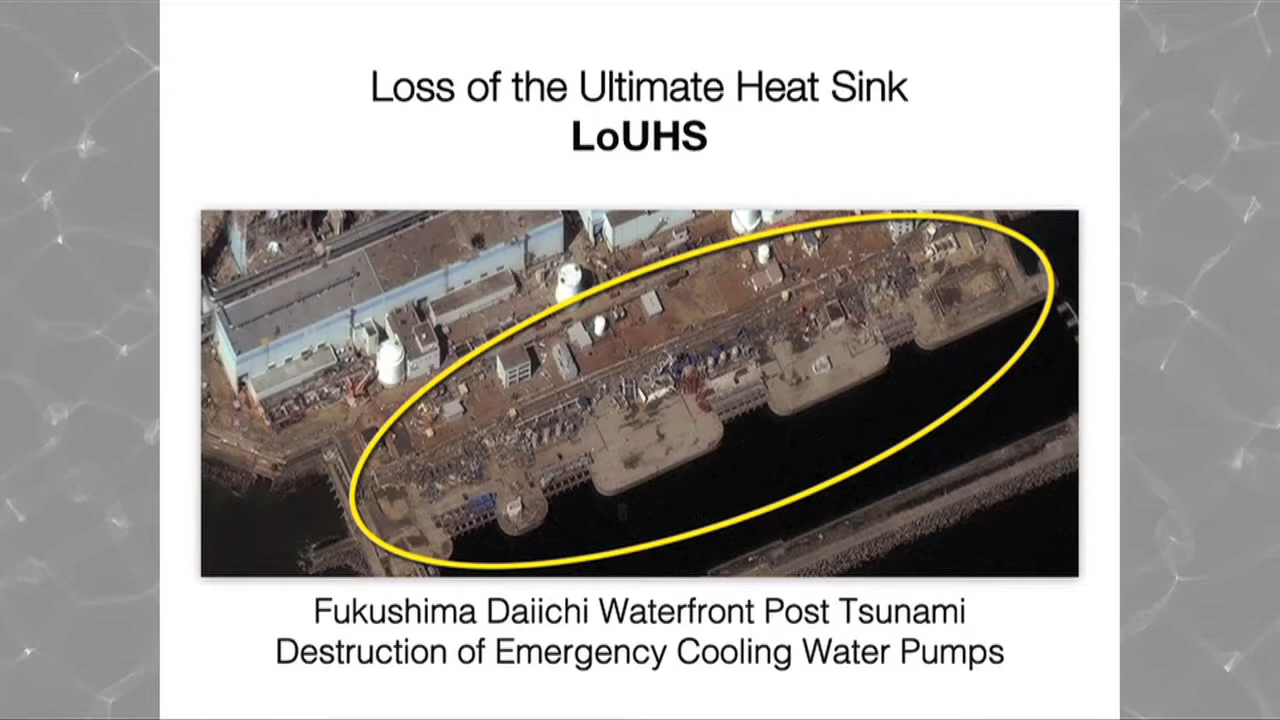 Loss of the Ultimate Heat Sink
LoUHS
Fukushima Daiichi Waterfront Post Tsunami
Destruction of Emergency Cooling Water Pumps